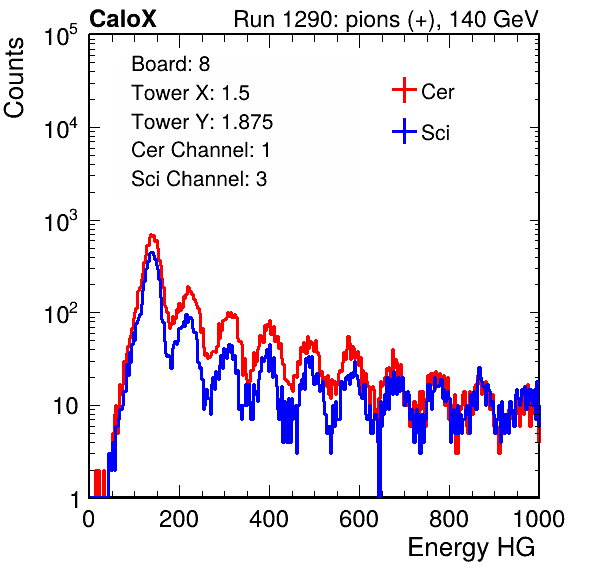 CaloX Run 1290: pions (+), 140 GeV
Counts
10^5
10^4
10^3
10^2
10
1
Board: 8
Tower X: 1.5
Tower Y: 1.875
Cer Channel: 1
Sci Channel: 3
Cer
Sci
0 200 400 600 800 1000
Energy HG